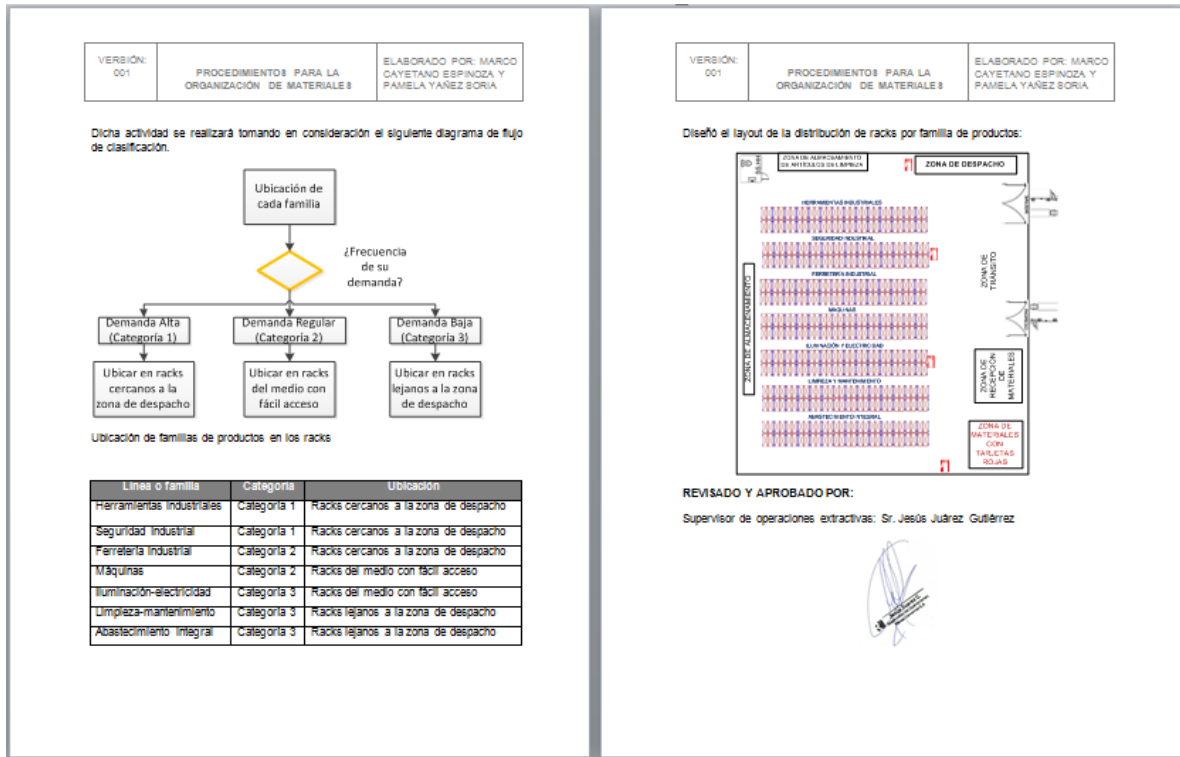 VERSIÓN:
001
PROCEDIMIENTOS PARA LA
ORGANIZACIÓN DE MATERIALES
ELABORADO POR: MARCO
CAYETANO ESPINOZA Y
PAMELA YAÑEZ SORIA
Dicha actividad se realizará tomando en consideración el siguiente diagrama de flujo
de clasificación.
Ubicación de
cada familia
¿Frecuencia
de su
demanda?
Demanda Alta
(Categoría 1)
Demanda Regular
(Categoría 2)
Demanda Baja
(Categoría 3)
Ubicar en racks
cercanos a la
zona de despacho
Ubicar en racks
del medio con
fácil acceso
Ubicar en racks
lejanos a la zona
de despacho
Ubicación de familias de productos en los racks
Línea o familia Categoría Ubicación
Herramientas Industriales Categoría 1 Racks cercanos a la zona de despacho
Seguridad Industrial Categoría 1 Racks cercanos a la zona de despacho
Ferretería Industrial Categoría 2 Racks cercanos a la zona de despacho
Máquinas Categoría 2 Racks del medio con fácil acceso
Iluminación-electricidad Categoría 3 Racks del medio con fácil acceso
Limpieza-mantenimiento Categoría 3 Racks lejanos a la zona de despacho
Abastecimiento Integral Categoría 3 Racks lejanos a la zona de despacho
VERSIÓN:
001
PROCEDIMIENTOS PARA LA
ORGANIZACIÓN DE MATERIALES
ELABORADO POR: MARCO
CAYETANO ESPINOZA Y
PAMELA YAÑEZ SORIA
Diseñó el layout de la distribución de racks por familia de productos:
SS.HH
ZONA DE ALMACENAMIENTO
DE ARTÍCULOS DE LIMPIEZA
ZONA DE DESPACHO
HERRAMIENTAS INDUSTRIALES
SEGURIDAD INDUSTRIAL
FERRETERÍA INDUSTRIAL
MÁQUINAS
ILUMINACIÓN Y ELECTRICIDAD
LIMPIEZA Y MANTENIMIENTO
ABASTECIMIENTO INTEGRAL
ZONA DE ALMACENAMIENTO
ZONA DE
TRÁNSITO
ZONA DE
RECEPCIÓN
DE
MATERIALES
ZONA DE
MATERIALES
CON
TARJETAS
ROJAS
REVISADO Y APROBADO POR:
Supervisor de operaciones extractivas: Sr. Jesús Juárez Gutiérrez